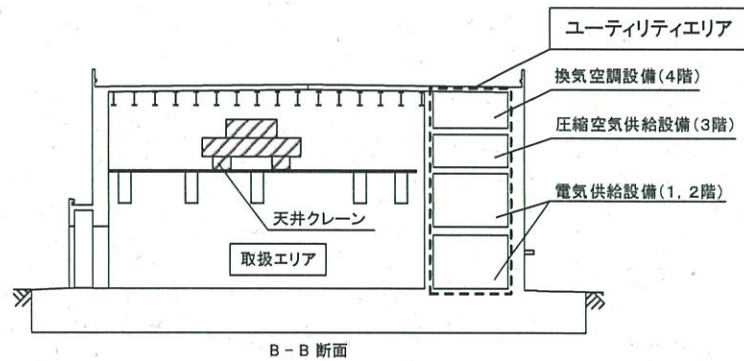 ユーティリティエリア
換気空調設備(4階)
圧縮空気供給設備(3階)
電気供給設備(1, 2階)
天井クレーン
取扱エリア
B－B 断面